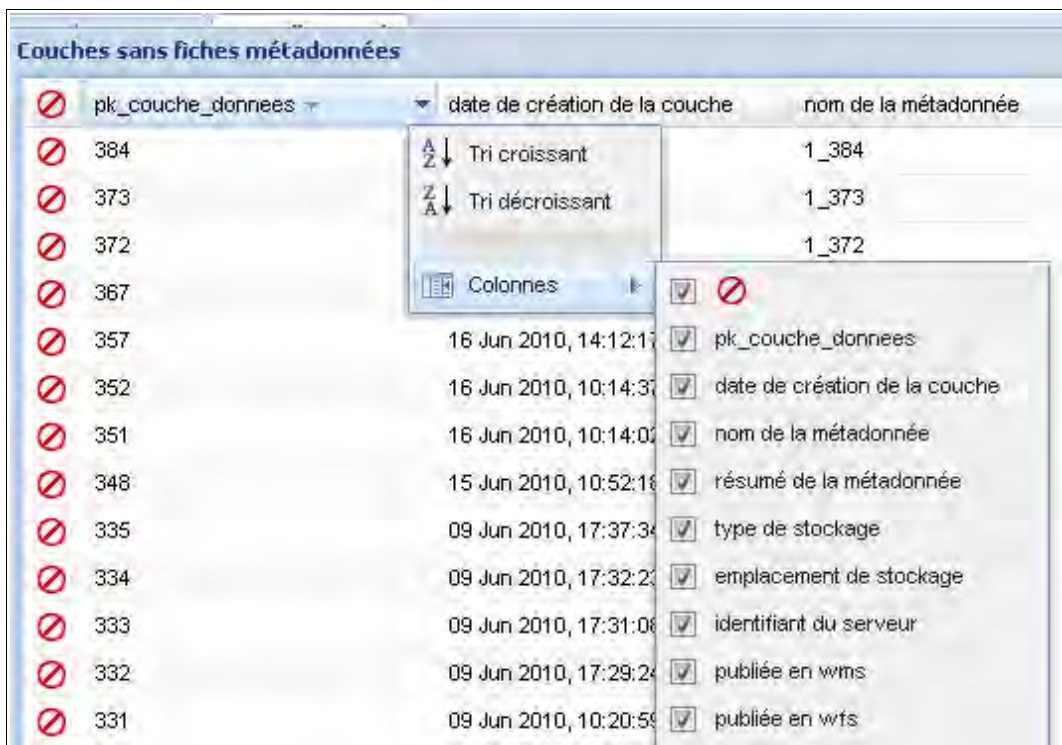 Couches sans fiches métadonnées
pk_couche_donnees date de création de la couche nom de la métadonnée
384 Tri croissant 1_384
373 Tri décroissant 1_373
372 1_372
367 Colonnes
357 16 Jun 2010, 14:12:17 pk_couche_donnees
352 16 Jun 2010, 10:14:37 date de création de la couche
351 16 Jun 2010, 10:14:02 nom de la métadonnée
348 15 Jun 2010, 10:52:18 résumé de la métadonnée
335 09 Jun 2010, 17:37:34 type de stockage
334 09 Jun 2010, 17:32:23 emplacement de stockage
333 09 Jun 2010, 17:31:08 identifiant du serveur
332 09 Jun 2010, 17:29:24 publiée en wms
331 09 Jun 2010, 10:20:59 publiée en wfs